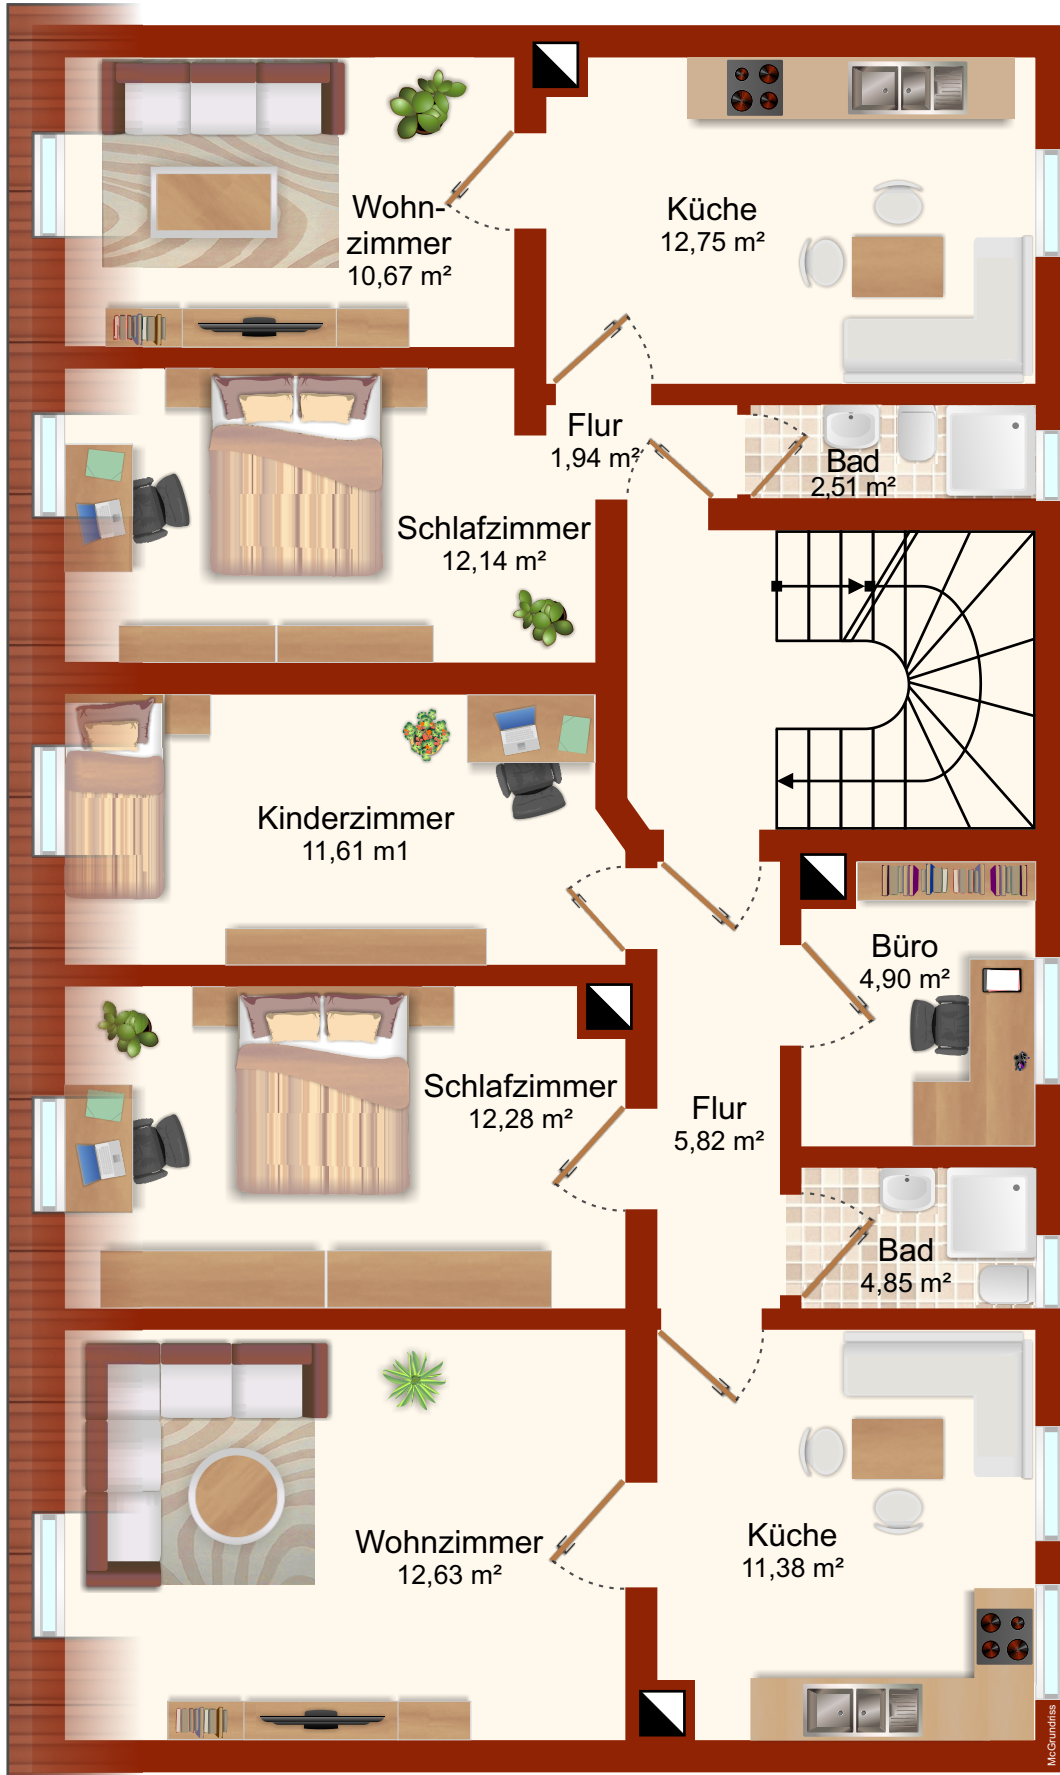 Wohn-
zimmer
10,67 m²
Küche
12,75 m²
Flur
1,94 m²
Bad
2,51 m²
Schlafzimmer
12,14 m²
Kinderzimmer
11,61 m1
Büro
4,90 m²
Schlafzimmer
12,28 m²
Flur
5,82 m²
Bad
4,85 m²
Wohnzimmer
12,63 m²
Küche
11,38 m²
McGrundriss